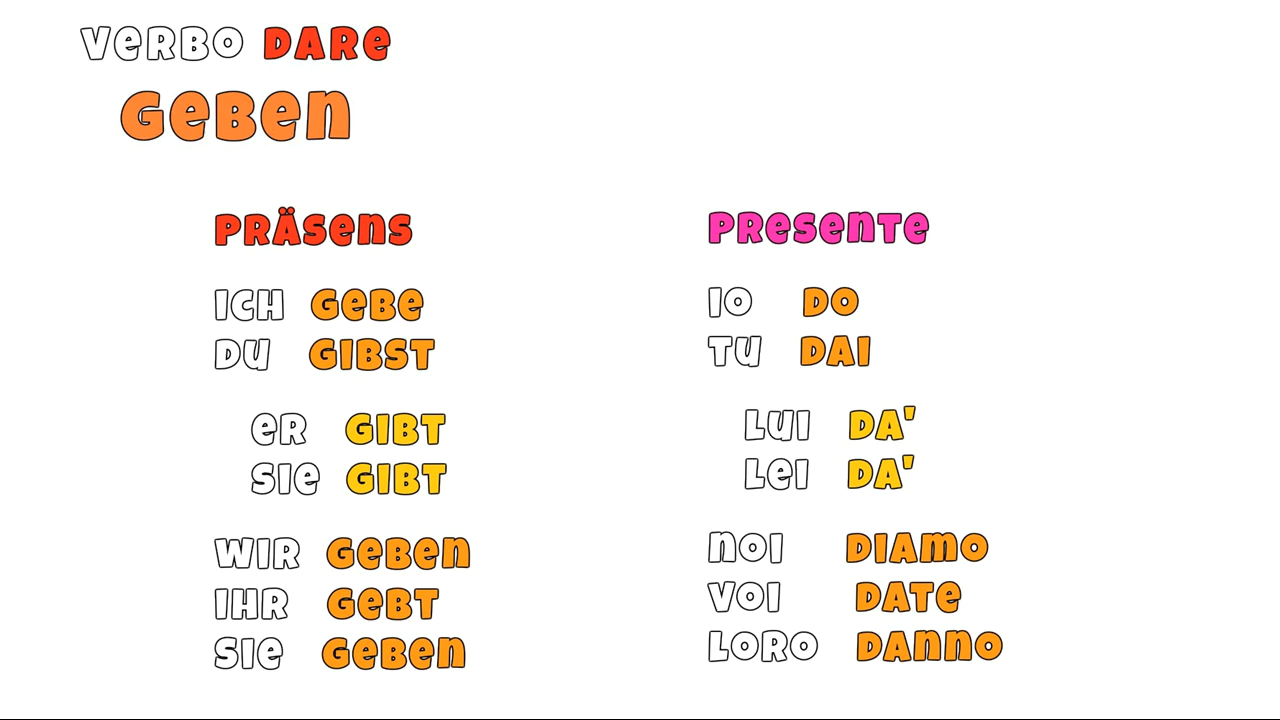 VERBO DARE
GEBEN
PRÄSENS
ICH GEBE
DU GIBST
ER GIBT
SIE GIBT
WIR GEBEN
IHR GEBT
SIE GEBEN
PRESENTE
IO DO
TU DAI
LUI DA'
LEI DA'
NOI DIAMO
VOI DATE
LORO DANNO